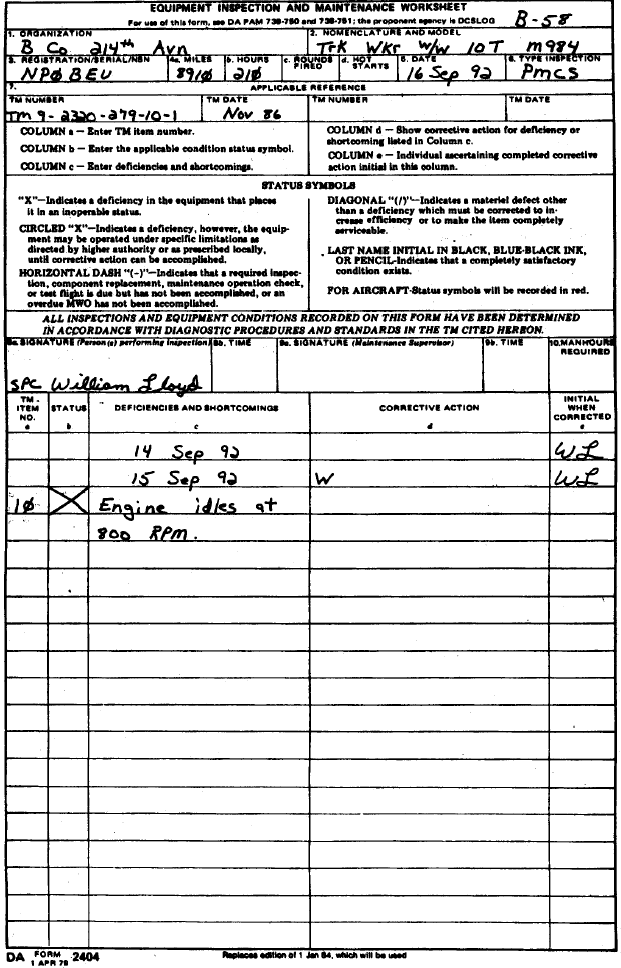 EQUIPMENT INSPECTION AND MAINTENANCE WORKSHEET
For use of this form, see DA PAM 738-750 and 738-751; the proponent agency is DCSLOG
B-58
1. ORGANIZATION
B Co 214th Avn
2. NOMENCLATURE AND MODEL
Trk Wkr w/w 10T m984
3. REGISTRATION/SERIAL/NSN
NPØBEU
4a. MILES
891Ø
b. HOURS
21Ø
c. ROUNDS FIRED
d. HOT STARTS
5. DATE
16 Sep 92
6. TYPE INSPECTION
Pmcs
7. APPLICABLE REFERENCE
TM NUMBER
TM 9-2320-279-10-1
TM DATE
Nov 86
TM NUMBER
TM DATE
COLUMN a — Enter TM item number.
COLUMN b — Enter the applicable condition status symbol.
COLUMN c — Enter deficiencies and shortcomings.
COLUMN d — Show corrective action for deficiency or
shortcoming listed in Column c.
COLUMN e — Individual ascertaining completed corrective
action initial in this column.
STATUS SYMBOLS
"X"—Indicates a deficiency in the equipment that places
it in an inoperable status.
CIRCLED "X"—Indicates a deficiency, however, the equip-
ment may be operated under specific limitations as
directed by higher authority or as prescribed locally,
until corrective action can be accomplished.
HORIZONTAL DASH "(-)"—Indicates that a required inspec-
tion, component replacement, maintenance operation check,
or test flight is due but has not been accomplished, or an
overdue MWO has not been accomplished.
DIAGONAL "(/)"—Indicates a materiel defect other
than a deficiency which must be corrected to in-
crease efficiency or to make the item completely
serviceable.
LAST NAME INITIAL IN BLACK, BLUE-BLACK INK,
OR PENCIL-Indicates that a completely satisfactory
condition exists.
FOR AIRCRAFT-Status symbols will be recorded in red.
ALL INSPECTIONS AND EQUIPMENT CONDITIONS RECORDED ON THIS FORM HAVE BEEN DETERMINED
IN ACCORDANCE WITH DIAGNOSTIC PROCEDURES AND STANDARDS IN THE TM CITED HEREON.
8a. SIGNATURE (Person(s) performing inspection)
SPC William Lloyd
8b. TIME
9a. SIGNATURE (Maintenance Supervisor)
9b. TIME
10. MANHOURS REQUIRED
TM ITEM NO. a
STATUS b
DEFICIENCIES AND SHORTCOMINGS c
CORRECTIVE ACTION d
INITIAL WHEN CORRECTED e
14 Sep 92 WL
15 Sep 92 W WL
1Ø X Engine idles at
800 RPM.
DA FORM 2404
1 APR 79
Replaces edition of 1 Jan 64, which will be used